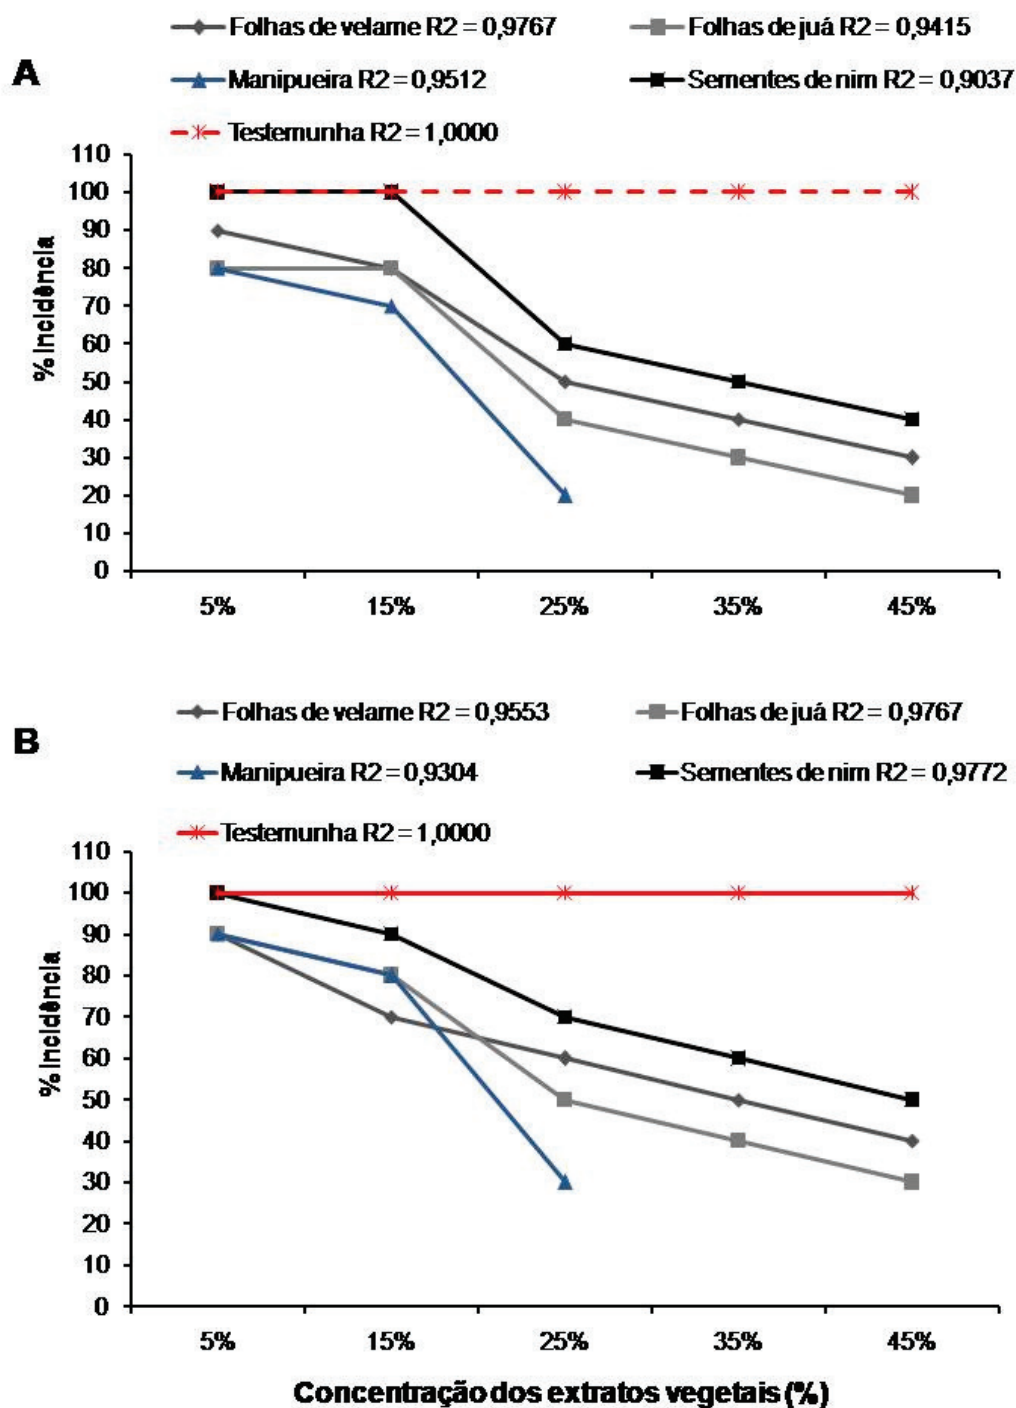 Folhas de velame R2 = 0,9767 Folhas de juá R2 = 0,9415
A
Manipueira R2 = 0,9512 Sementes de nim R2 = 0,9037
Testemunha R2 = 1,0000
110
100
90
80
70
60
50
40
30
20
10
0
% Incidência
5% 15% 25% 35% 45%
Folhas de velame R2 = 0,9553 Folhas de juá R2 = 0,9767
B
Manipueira R2 = 0,9304 Sementes de nim R2 = 0,9772
Testemunha R2 = 1,0000
110
100
90
80
70
60
50
40
30
20
10
0
% Incidência
5% 15% 25% 35% 45%
Concentração dos extratos vegetais (%)